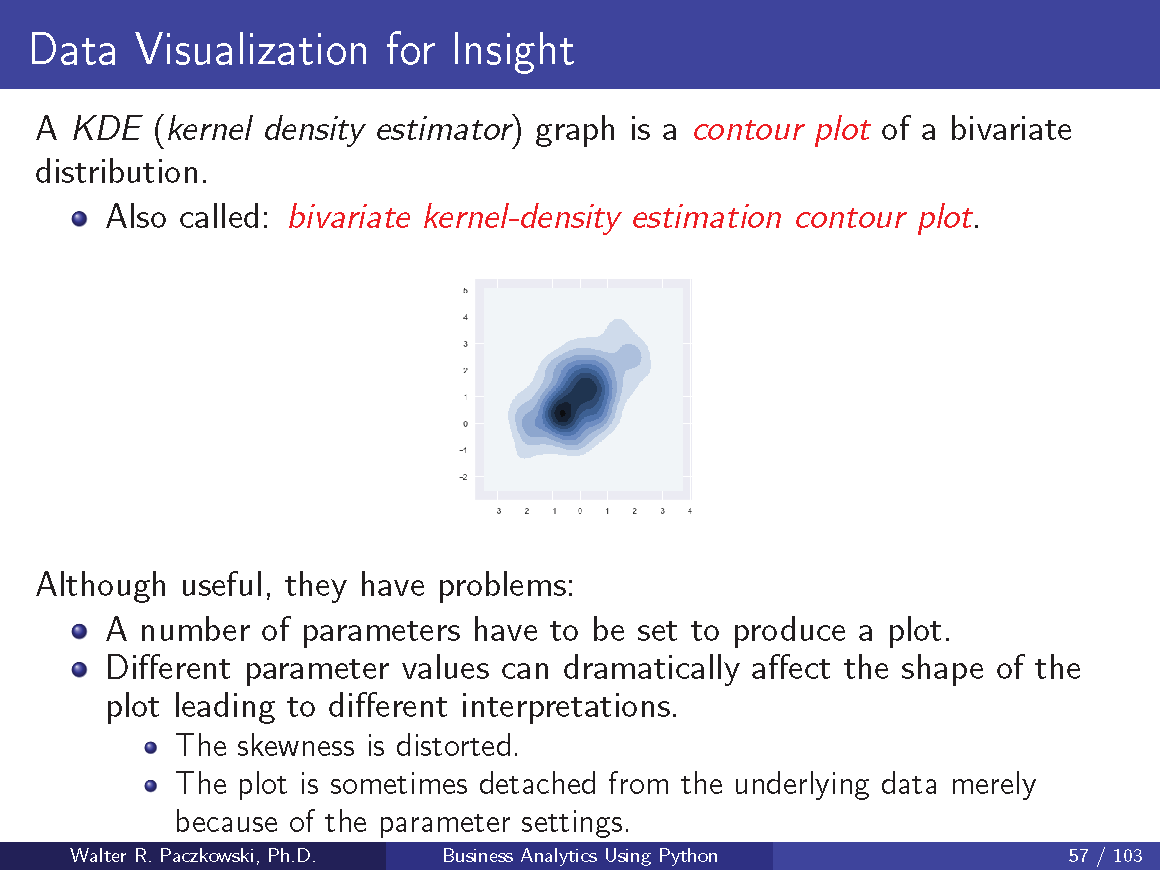 Data Visualization for Insight
A KDE (kernel density estimator) graph is a contour plot of a bivariate
distribution.
Also called: bivariate kernel-density estimation contour plot.
5
4
3
2
1
0
-1
-2
3 2 1 0 1 2 3 4
Although useful, they have problems:
A number of parameters have to be set to produce a plot.
Different parameter values can dramatically affect the shape of the
plot leading to different interpretations.
The skewness is distorted.
The plot is sometimes detached from the underlying data merely
because of the parameter settings.
Walter R. Paczkowski, Ph.D. Business Analytics Using Python 57 / 103